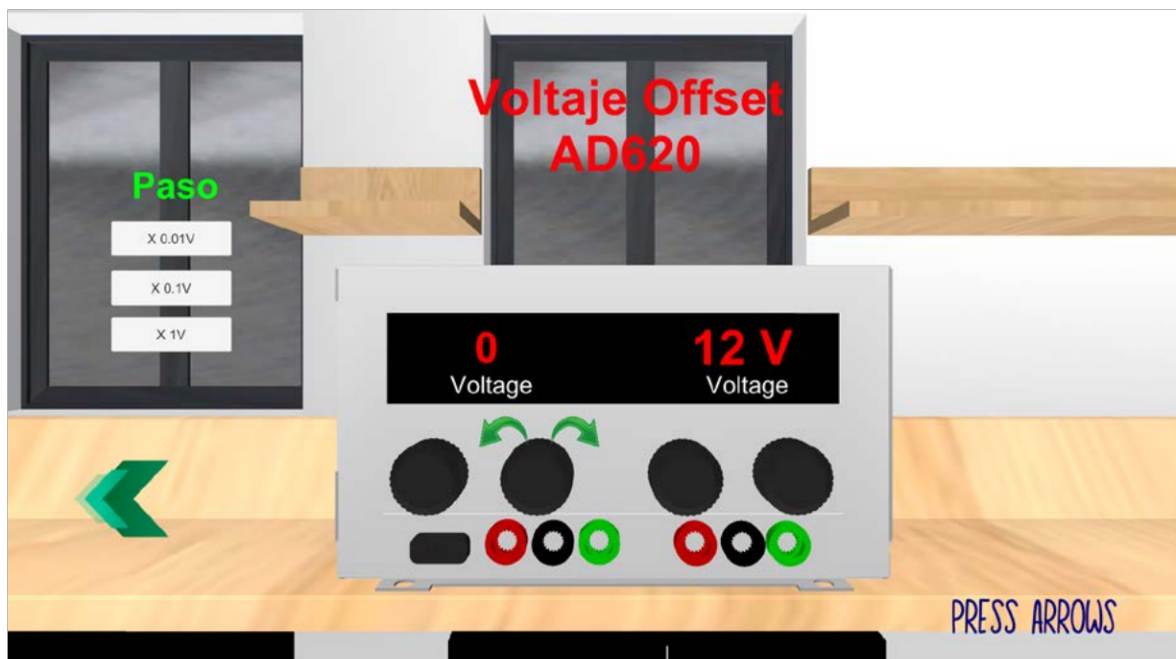 Voltaje Offset
AD620
Paso
X 0.01V
X 0.1V
X 1V
0
Voltage
12 V
Voltage
PRESS ARROWS